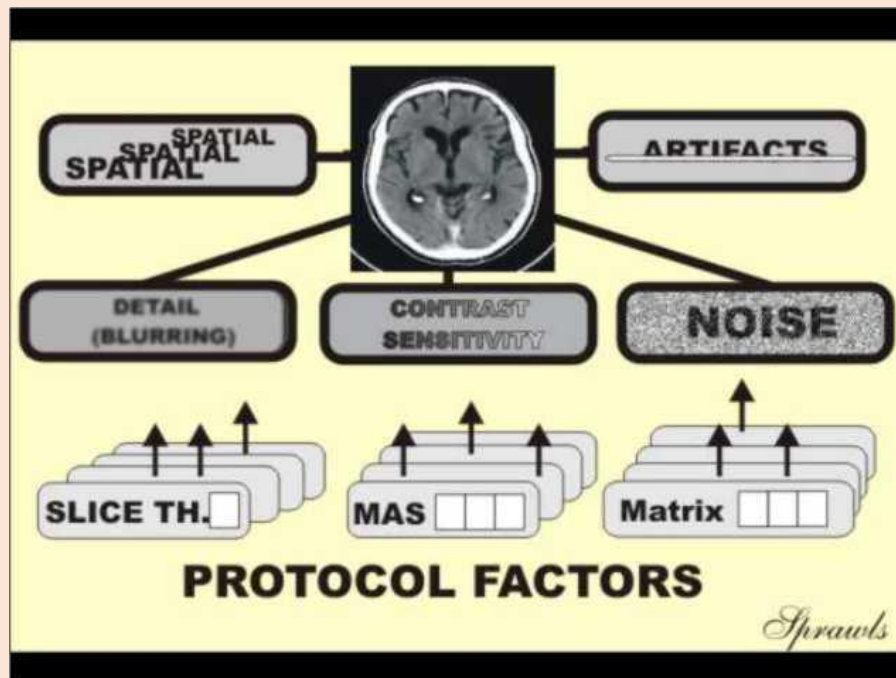 SPATIAL
SPATIAL
SPATIAL
ARTIFACTS
DETAIL
(BLURRING)
CONTRAST
SENSITIVITY
NOISE
SLICE TH.
MAS
Matrix
PROTOCOL FACTORS
Sprawls